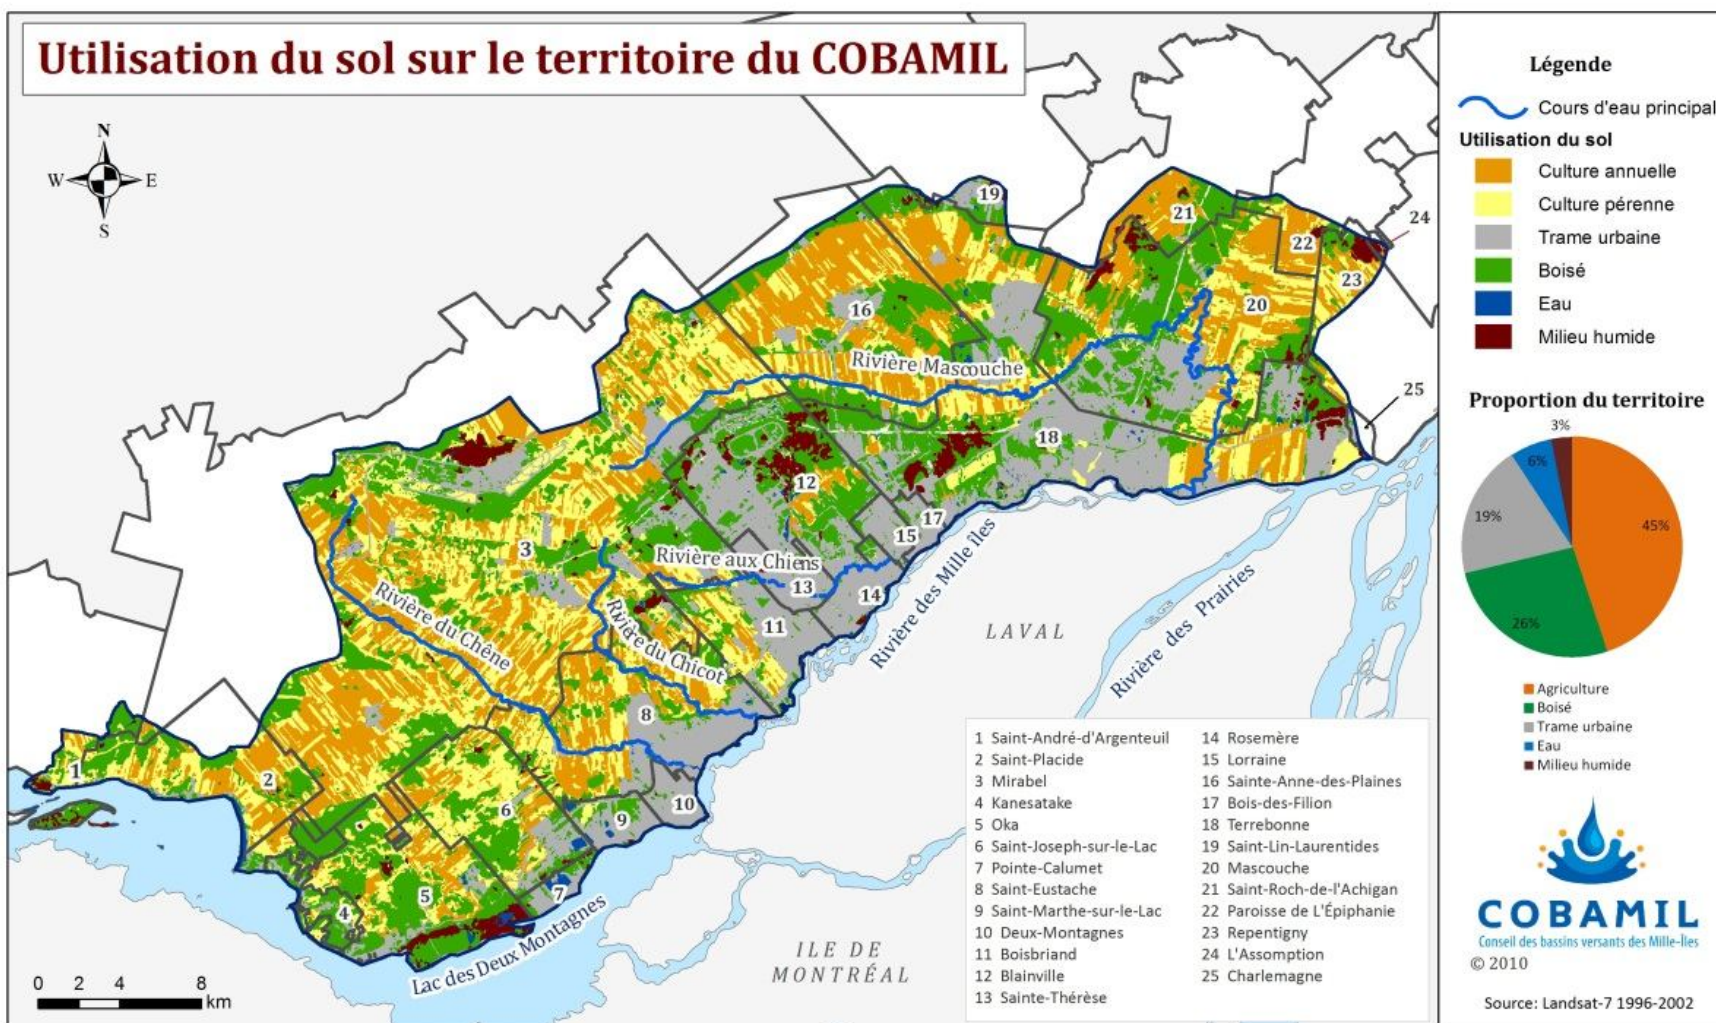 Utilisation du sol sur le territoire du COBAMIL
N
W
E
S
19
21
24
22
23
16
20
Rivière Mascouche
25
18
12
17
15
3
Rivière aux Chiens
13
14
Rivière du Chêne
Rivière du Chicot
11
Rivière des Mille îles
LAVAL
Rivière des Prairies
8
1
2
6
10
9
7
5
4
Lac des Deux Montagnes
ILE DE
MONTRÉAL
0 2 4 8
km
1 Saint-André-d'Argenteuil
2 Saint-Placide
3 Mirabel
4 Kanesatake
5 Oka
6 Saint-Joseph-sur-le-Lac
7 Pointe-Calumet
8 Saint-Eustache
9 Saint-Marthe-sur-le-Lac
10 Deux-Montagnes
11 Boisbriand
12 Blainville
13 Sainte-Thérèse
14 Rosemère
15 Lorraine
16 Sainte-Anne-des-Plaines
17 Bois-des-Filion
18 Terrebonne
19 Saint-Lin-Laurentides
20 Mascouche
21 Saint-Roch-de-l'Achigan
22 Paroisse de L'Épiphanie
23 Repentigny
24 L'Assomption
25 Charlemagne
Légende
Cours d'eau principal
Utilisation du sol
Culture annuelle
Culture pérenne
Trame urbaine
Boisé
Eau
Milieu humide
Proportion du territoire
3%
6%
19%
45%
26%
Agriculture
Boisé
Trame urbaine
Eau
Milieu humide
COBAMIL
Conseil des bassins versants des Mille-Îles
© 2010
Source: Landsat-7 1996-2002